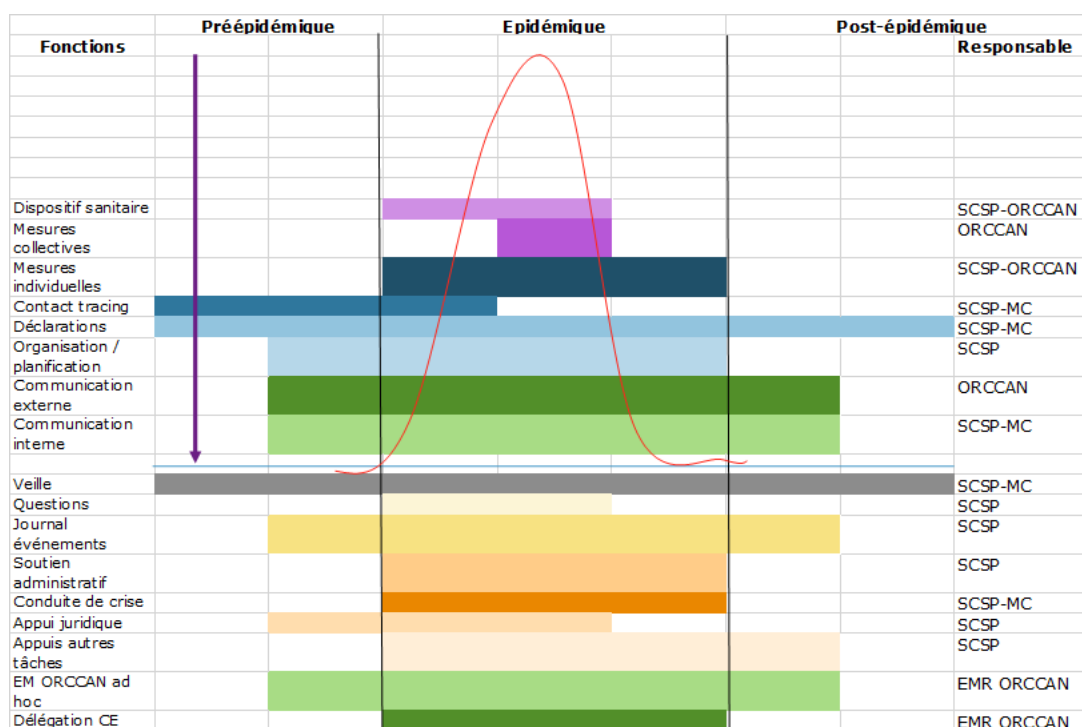 Préépidémique Epidémique Post-épidémique
Fonctions Responsable
Dispositif sanitaire SCSP-ORCCAN
Mesures ORCCAN
collectives
Mesures SCSP-ORCCAN
individuelles
Contact tracing SCSP-MC
Déclarations SCSP-MC
Organisation / SCSP
planification
Communication ORCCAN
externe
Communication SCSP-MC
interne
Veille SCSP-MC
Questions SCSP
Journal SCSP
événements
Soutien SCSP
administratif
Conduite de crise SCSP-MC
Appui juridique SCSP
Appuis autres SCSP
tâches
EM ORCCAN ad EMR ORCCAN
hoc
Délégation CE EMR ORCCAN